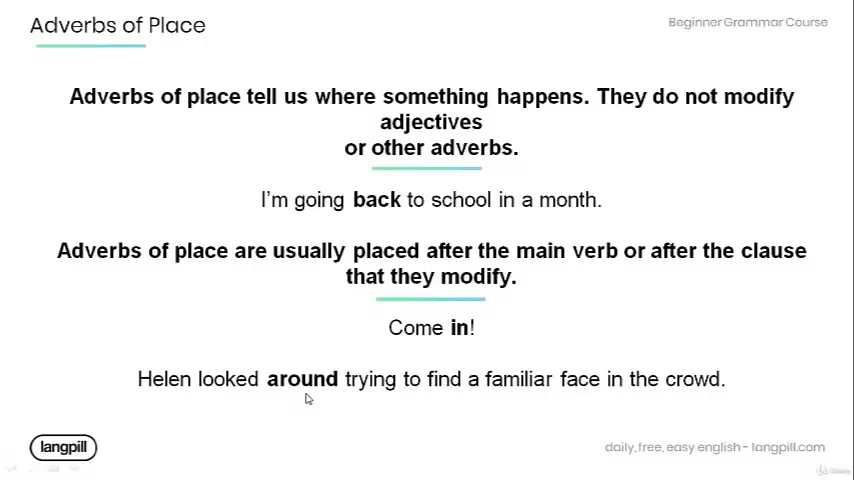 Adverbs of Place
Beginner Grammar Course
Adverbs of place tell us where something happens. They do not modify
adjectives
or other adverbs.
I'm going back to school in a month.
Adverbs of place are usually placed after the main verb or after the clause
that they modify.
Come in!
Helen looked around trying to find a familiar face in the crowd.
langpill
daily, free, easy english - langpill.com
Udemy